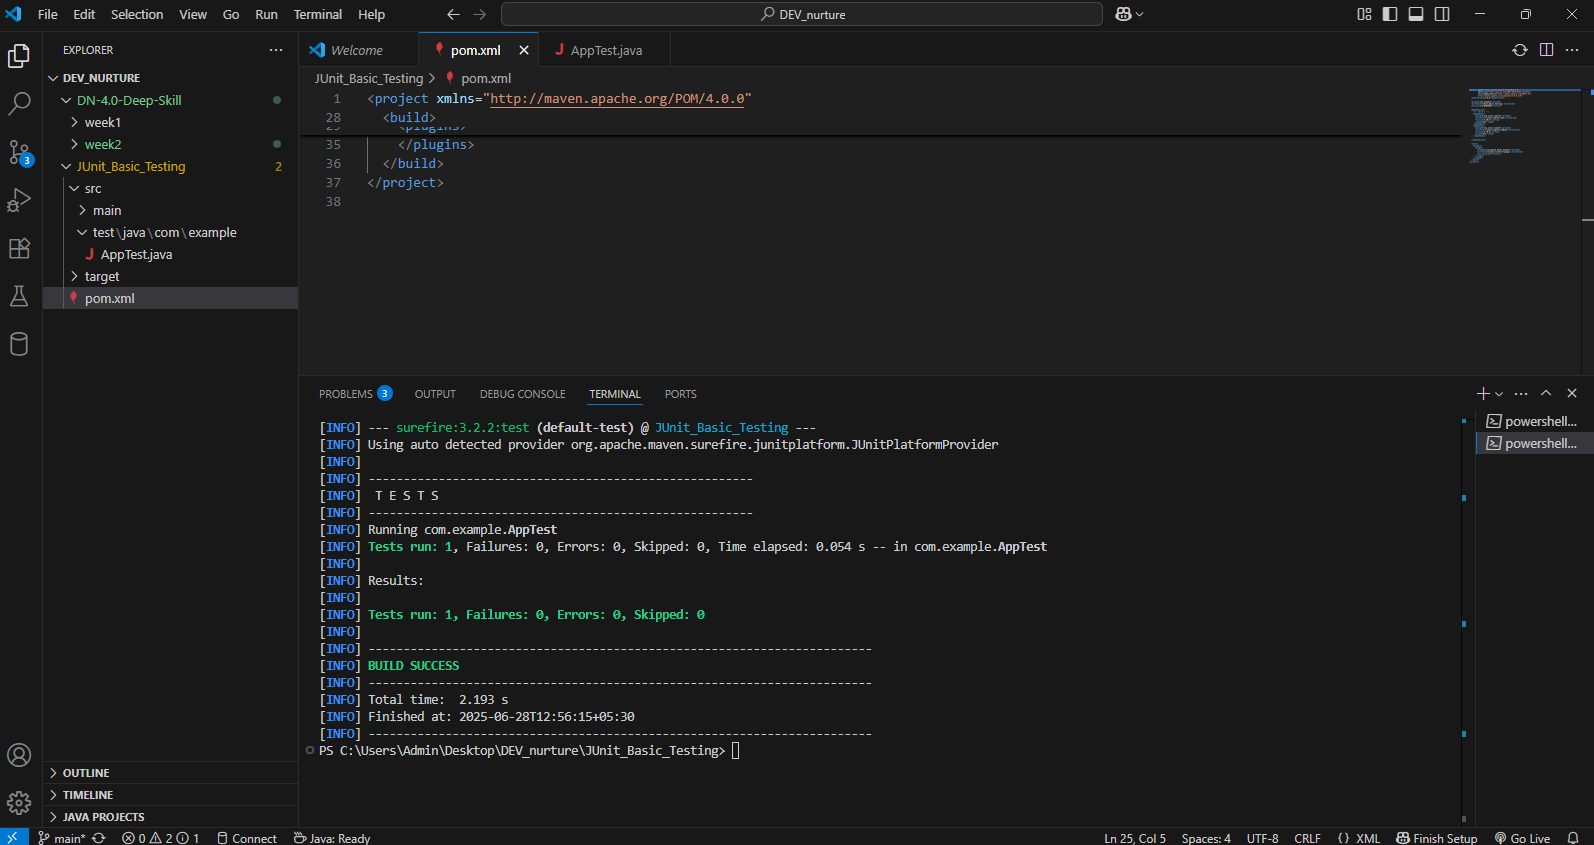 File Edit Selection View Go Run Terminal Help
DEV_nurture
EXPLORER
DEV_NURTURE
DN-4.0-Deep-Skill
week1
week2
JUnit_Basic_Testing 2
src
main
test\java\com\example
AppTest.java
target
pom.xml
OUTLINE
TIMELINE
JAVA PROJECTS
3
Welcome pom.xml AppTest.java
JUnit_Basic_Testing > pom.xml
1 <project xmlns="http://maven.apache.org/POM/4.0.0"
28 <build>
29 <plugins>
35 </plugins>
36 </build>
37 </project>
38
PROBLEMS 3 OUTPUT DEBUG CONSOLE TERMINAL PORTS
[INFO] --- surefire:3.2.2:test (default-test) @ JUnit_Basic_Testing ---
[INFO] Using auto detected provider org.apache.maven.surefire.junitplatform.JUnitPlatformProvider
[INFO]
[INFO] -------------------------------------------------------
[INFO]  T E S T S
[INFO] -------------------------------------------------------
[INFO] Running com.example.AppTest
[INFO] Tests run: 1, Failures: 0, Errors: 0, Skipped: 0, Time elapsed: 0.054 s -- in com.example.AppTest
[INFO]
[INFO] Results:
[INFO]
[INFO] Tests run: 1, Failures: 0, Errors: 0, Skipped: 0
[INFO]
[INFO] ------------------------------------------------------------------------
[INFO] BUILD SUCCESS
[INFO] ------------------------------------------------------------------------
[INFO] Total time:  2.193 s
[INFO] Finished at: 2025-06-28T12:56:15+05:30
[INFO] ------------------------------------------------------------------------
PS C:\Users\Admin\Desktop\DEV_nurture\JUnit_Basic_Testing>
powershell...
powershell...
main* 0 2 1 Connect Java: Ready Ln 25, Col 5 Spaces: 4 UTF-8 CRLF {} XML Finish Setup Go Live